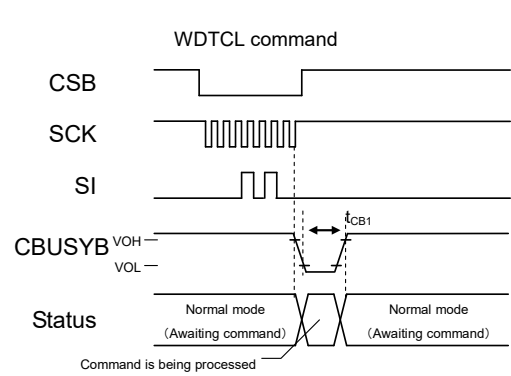 WDTCL command
CSB
SCK
SI
tCB1
CBUSYB
VOH
VOL
Status
Normal mode
（Awaiting command）
Normal mode
（Awaiting command）
Command is being processed